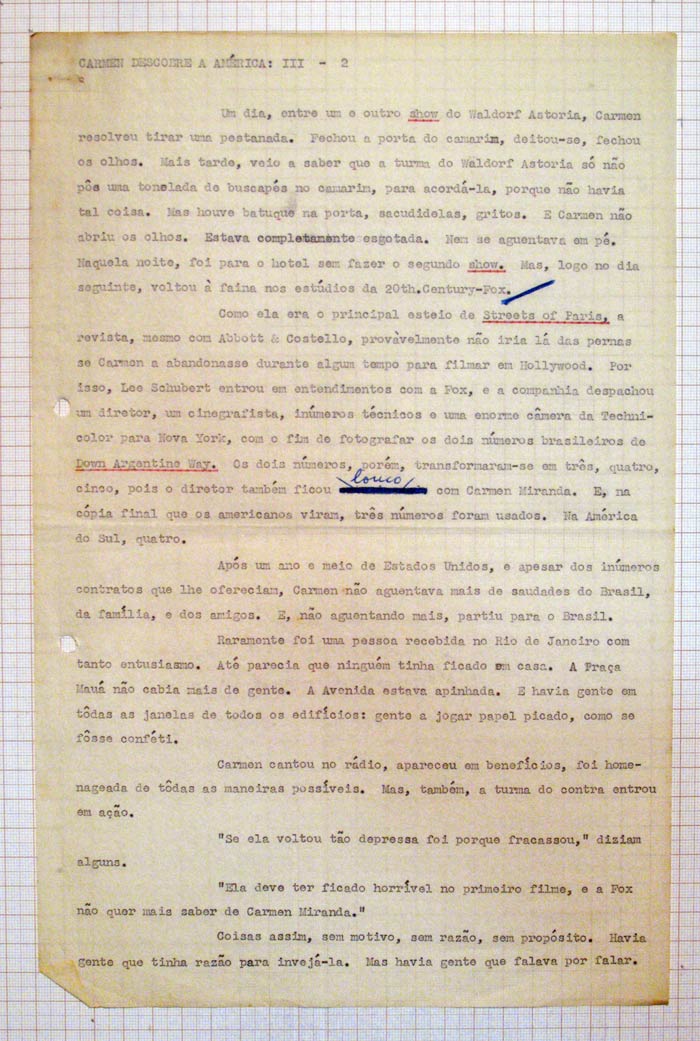 CARMEN DESCOBRE A AMÉRICA: III - 2
Um dia, entre um e outro show do Waldorf Astoria, Carmen
resolveu tirar uma pestanada. Fechou a porta do camarim, deitou-se, fechou
os olhos. Mais tarde, veio a saber que a turma do Waldorf Astoria só não
pôs uma tonelada de buscapés no camarim, para acordá-la, porque não havia
tal coisa. Mas houve batuque na porta, sacudidelas, gritos. E Carmen não
abriu os olhos. Estava completamente esgotada. Nem se aguentava em pé.
Naquela noite, foi para o hotel sem fazer o segundo show. Mas, logo no dia
seguinte, voltou à faina nos estúdios da 20th.Century-Fox.
Como ela era o principal esteio de Streets of Paris, a
revista, mesmo com Abbott & Costello, provàvelmente não iria lá das pernas
se Carmen a abandonasse durante algum tempo para filmar em Hollywood. Por
isso, Lee Schubert entrou em entendimentos com a Fox, e a companhia despachou
um diretor, um cinegrafista, inúmeros técnicos e uma enorme câmera da Techni-
color para Nova York, com o fim de fotografar os dois números brasileiros de
Down Argentine Way. Os dois números, porém, transformaram-se em três, quatro,
louco
cinco, pois o diretor também ficou com Carmen Miranda. E, na
cópia final que os americanos viram, três números foram usados. Na América
do Sul, quatro.
Após um ano e meio de Estados Unidos, e apesar dos inúmeros
contratos que lhe ofereciam, Carmen não aguentava mais de saudades do Brasil,
da família, e dos amigos. E, não aguentando mais, partiu para o Brasil.
Raramente foi uma pessoa recebida no Rio de Janeiro com
tanto entusiasmo. Até parecia que ninguém tinha ficado em casa. A Praça
Mauá não cabia mais de gente. A Avenida estava apinhada. E havia gente em
tôdas as janelas de todos os edifícios: gente a jogar papel picado, como se
fôsse conféti.
Carmen cantou no rádio, apareceu em benefícios, foi home-
nageada de tôdas as maneiras possíveis. Mas, também, a turma do contra entrou
em ação.
"Se ela voltou tão depressa foi porque fracassou," diziam
alguns.
"Ela deve ter ficado horrível no primeiro filme, e a Fox
não quer mais saber de Carmen Miranda."
Coisas assim, sem motivo, sem razão, sem propósito. Havia
gente que tinha razão para invejá-la. Mas havia gente que falava por falar.